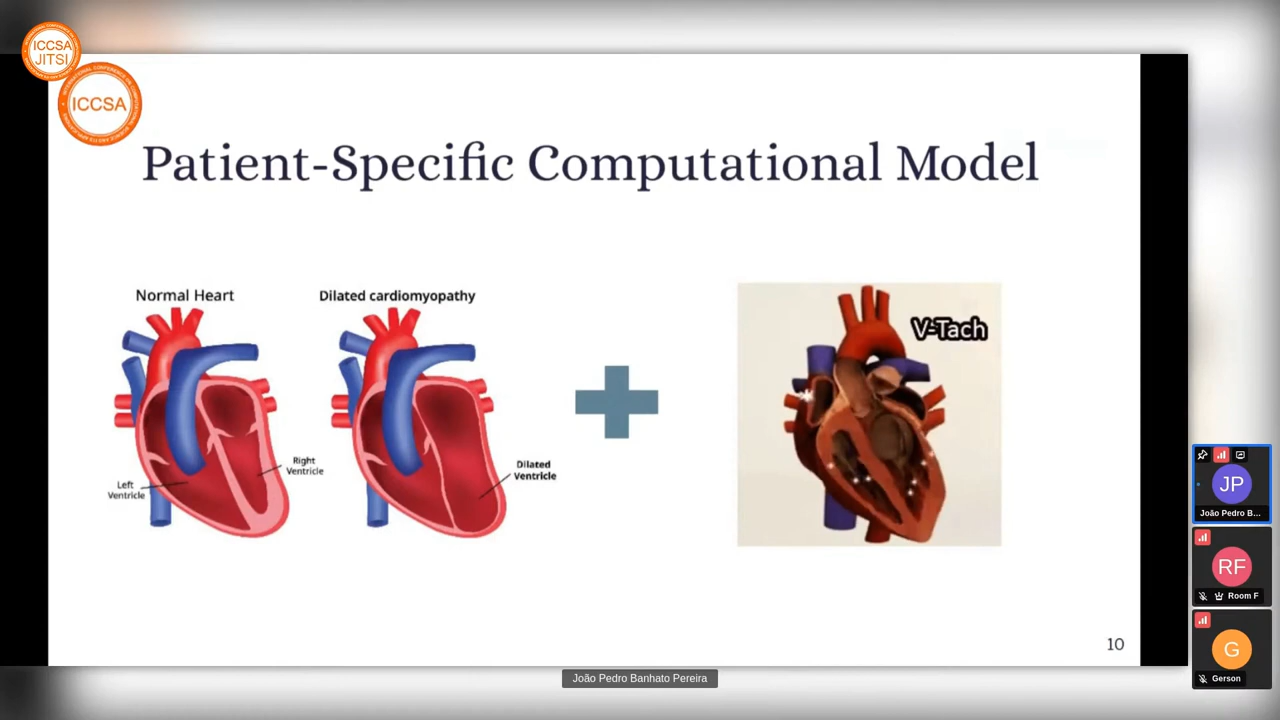 ICCSA
JITSI
ICCSA
Patient-Specific Computational Model
Normal Heart
Dilated cardiomyopathy
V-Tach
Right
Ventricle
Left
Ventricle
Dilated
Ventricle
10
JP
João Pedro B...
RF
Room F
G
Gerson
João Pedro Banhato Pereira